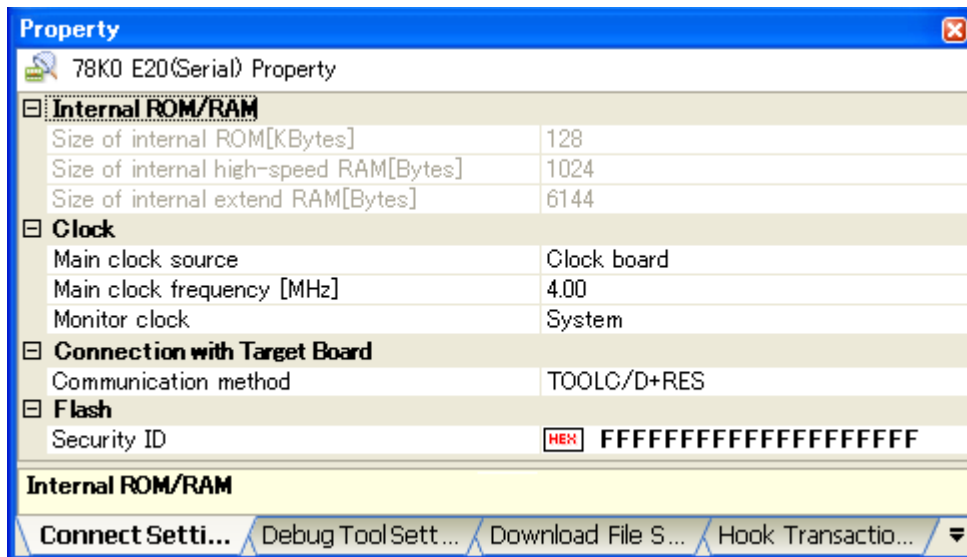 Property
78K0 E20(Serial) Property
Internal ROM/RAM
Size of internal ROM[KBytes] 128
Size of internal high-speed RAM[Bytes] 1024
Size of internal extend RAM[Bytes] 6144
Clock
Main clock source Clock board
Main clock frequency [MHz] 4.00
Monitor clock System
Connection with Target Board
Communication method TOOLC/D+RES
Flash
Security ID HEX FFFFFFFFFFFFFFFFFFFF
Internal ROM/RAM
Connect Setti... Debug Tool Sett... Download File S... Hook Transactio...